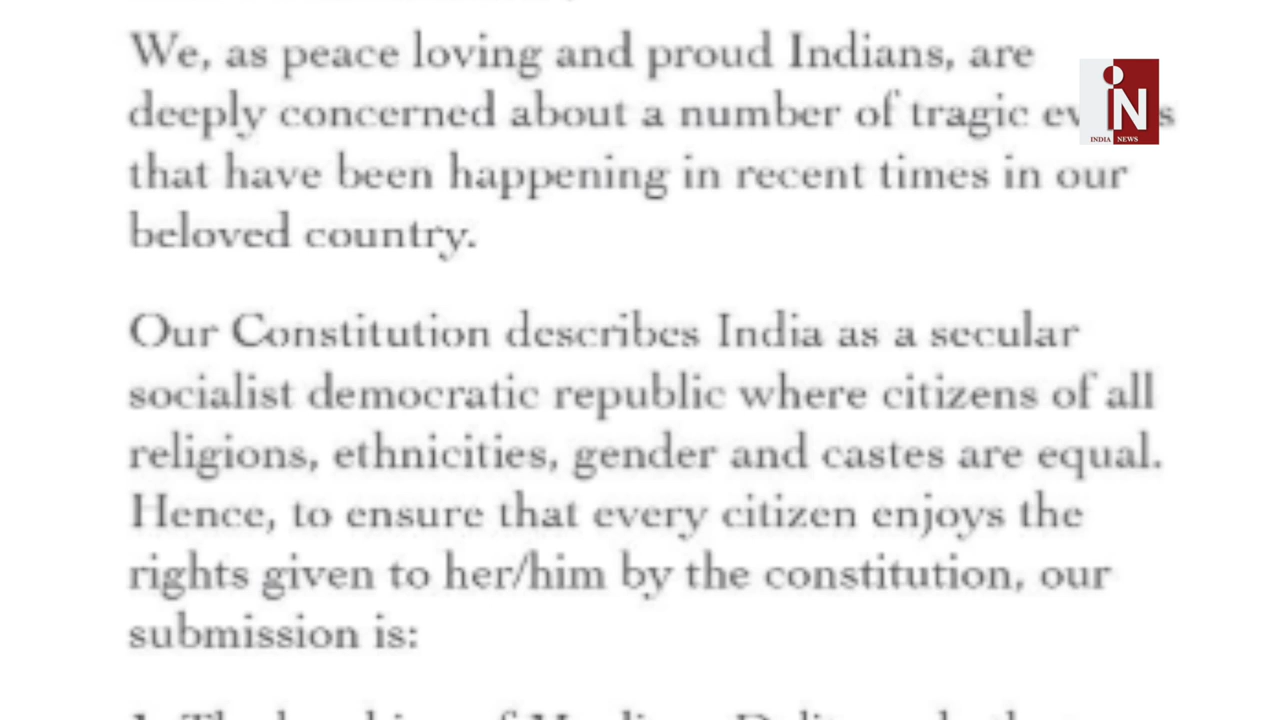 We, as peace loving and proud Indians, are
deeply concerned about a number of tragic
that have been happening in recent times in our
beloved country.
Our Constitution describes India as a secular
socialist democratic republic where citizens of all
religions, ethnicities, gender and castes are equal.
Hence, to ensure that every citizen enjoys the
rights given to her/him by the constitution, our
submission is:
iN
INDIA NEWS